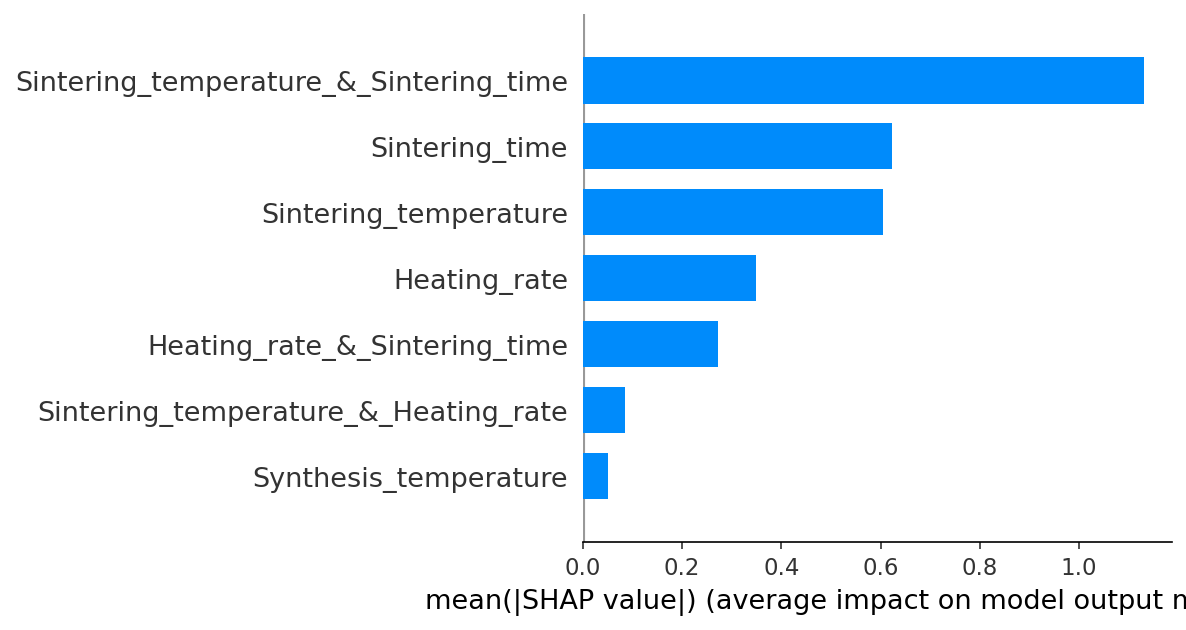 Sintering_temperature_&_Sintering_time
Sintering_time
Sintering_temperature
Heating_rate
Heating_rate_&_Sintering_time
Sintering_temperature_&_Heating_rate
Synthesis_temperature
0.0 0.2 0.4 0.6 0.8 1.0
mean(|SHAP value|) (average impact on model output